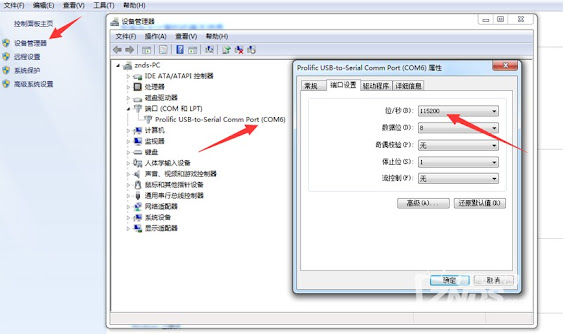 文件(F) 编辑(E) 查看(V) 工具(T) 帮助(H)
控制面板主页
设备管理器
远程设置
系统保护
高级系统设置
设备管理器
文件(F) 操作(A) 查看(V) 帮助(H)
znds-PC
IDE ATA/ATAPI 控制器
处理器
磁盘驱动器
端口 (COM 和 LPT)
Prolific USB-to-Serial Comm Port (COM6)
计算机
监视器
键盘
人体学输入设备
声音、视频和游戏控制器
鼠标和其他指针设备
通用串行总线控制器
网络适配器
系统设备
显示适配器
Prolific USB-to-Serial Comm Port (COM6) 属性
常规 端口设置 驱动程序 详细信息
位/秒(B): 115200
数据位(D): 8
奇偶校验(P): 无
停止位(S): 1
流控制(F): 无
高级(A)... 还原默认值(R)
确定 取消
ZNDS